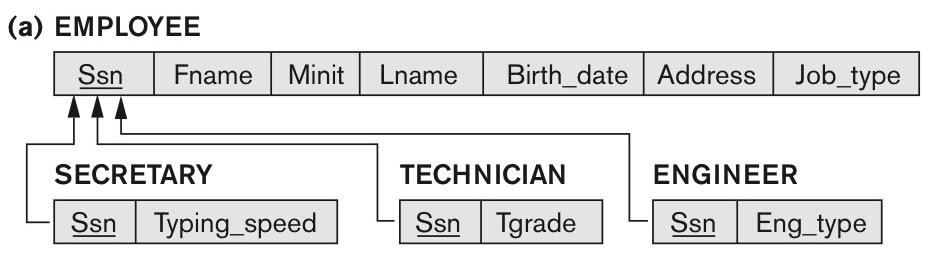 (a) EMPLOYEE
Ssn Fname Minit Lname Birth_date Address Job_type
SECRETARY TECHNICIAN ENGINEER
Ssn Typing_speed Ssn Tgrade Ssn Eng_type